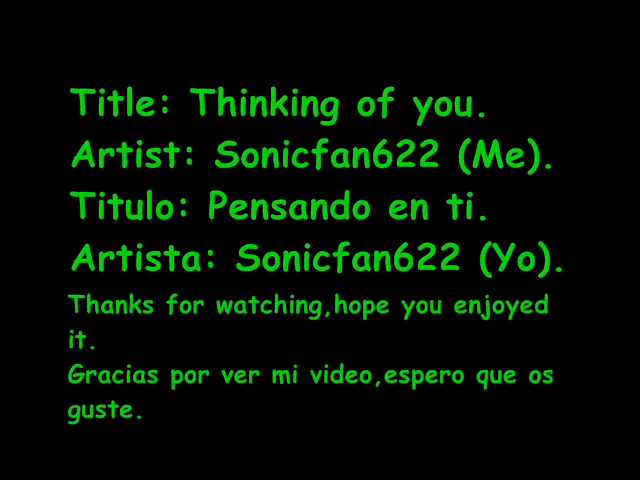 Title: Thinking of you.
Artist: Sonicfan622 (Me).
Titulo: Pensando en ti.
Artista: Sonicfan622 (Yo).
Thanks for watching,hope you enjoyed
it.
Gracias por ver mi video,espero que os
guste.